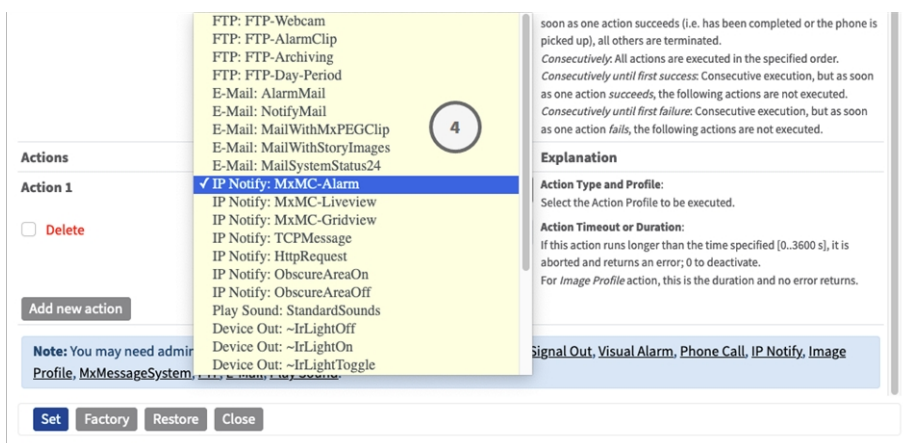 FTP: FTP-Webcam
FTP: FTP-AlarmClip
FTP: FTP-Archiving
FTP: FTP-Day-Period
E-Mail: AlarmMail
E-Mail: NotifyMail
E-Mail: MailWithMxPEGClip
E-Mail: MailWithStoryImages
E-Mail: MailSystemStatus24
✓ IP Notify: MxMC-Alarm
IP Notify: MxMC-Liveview
IP Notify: MxMC-Gridview
IP Notify: TCPMessage
IP Notify: HttpRequest
IP Notify: ObscureAreaOn
IP Notify: ObscureAreaOff
Play Sound: StandardSounds
Device Out: ~IrLightOff
Device Out: ~IrLightOn
Device Out: ~IrLightToggle
4
soon as one action succeeds (i.e. has been completed or the phone is
picked up), all others are terminated.
Consecutively: All actions are executed in the specified order.
Consecutively until first success: Consecutive execution, but as soon
as one action succeeds, the following actions are not executed.
Consecutively until first failure: Consecutive execution, but as soon
as one action fails, the following actions are not executed.
Actions
Explanation
Action 1
Delete
Action Type and Profile:
Select the Action Profile to be executed.
Action Timeout or Duration:
If this action runs longer than the time specified [0..3600 s], it is
aborted and returns an error; 0 to deactivate.
For Image Profile action, this is the duration and no error returns.
Add new action
Note: You may need admin Signal Out, Visual Alarm, Phone Call, IP Notify, Image
Profile, MxMessageSystem,
Set Factory Restore Close